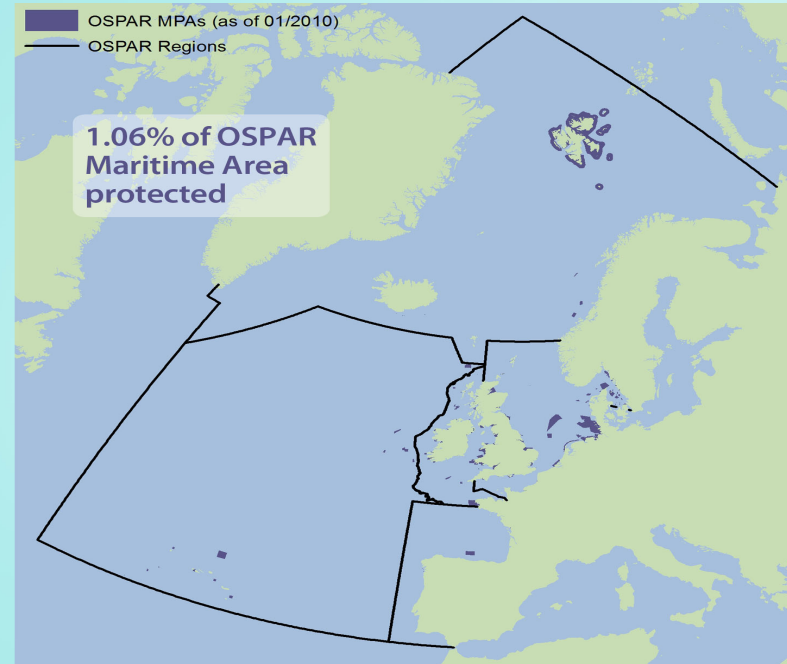 OSPAR MPAs (as of 01/2010)
OSPAR Regions
1.06% of OSPAR
Maritime Area
protected